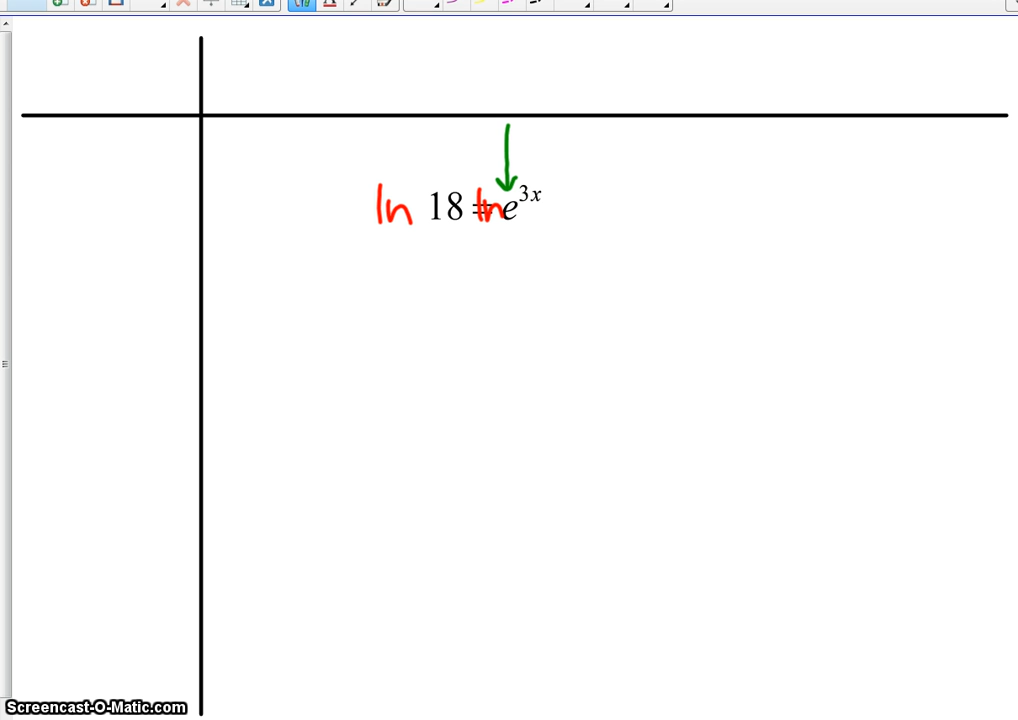 ln 18 = ln e^{3x}
Screencast-O-Matic.com